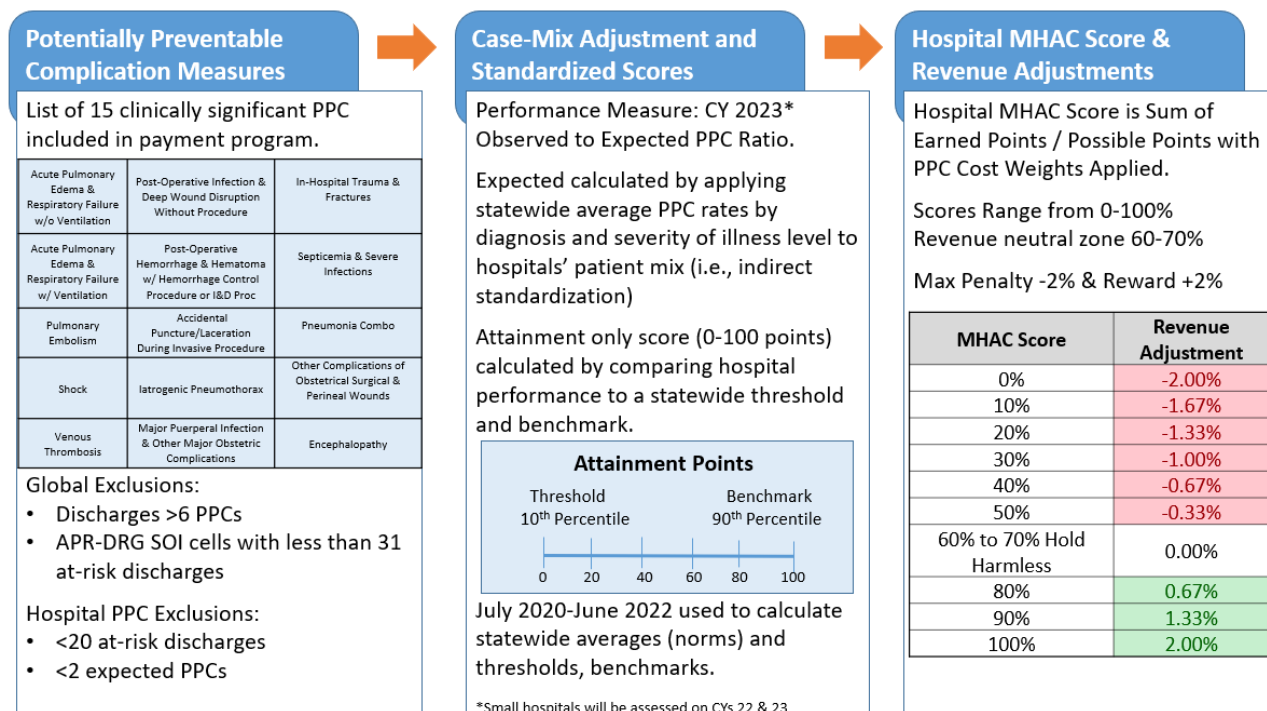 Potentially Preventable
Complication Measures
List of 15 clinically significant PPC
included in payment program.
Acute Pulmonary
Edema &
Respiratory Failure
w/o Ventilation
Post-Operative Infection &
Deep Wound Disruption
Without Procedure
In-Hospital Trauma &
Fractures
Acute Pulmonary
Edema &
Respiratory Failure
w/ Ventilation
Post-Operative
Hemorrhage & Hematoma
w/ Hemorrhage Control
Procedure or I&D Proc
Septicemia & Severe
Infections
Pulmonary
Embolism
Accidental
Puncture/Laceration
During Invasive Procedure
Pneumonia Combo
Shock
Iatrogenic Pneumothorax
Other Complications of
Obstetrical Surgical &
Perineal Wounds
Venous
Thrombosis
Major Puerperal Infection
& Other Major Obstetric
Complications
Encephalopathy
Global Exclusions:
• Discharges >6 PPCs
• APR-DRG SOI cells with less than 31
at-risk discharges
Hospital PPC Exclusions:
• <20 at-risk discharges
• <2 expected PPCs
Case-Mix Adjustment and
Standardized Scores
Performance Measure: CY 2023*
Observed to Expected PPC Ratio.
Expected calculated by applying
statewide average PPC rates by
diagnosis and severity of illness level to
hospitals' patient mix (i.e., indirect
standardization)
Attainment only score (0-100 points)
calculated by comparing hospital
performance to a statewide threshold
and benchmark.
Attainment Points
Threshold
10th Percentile
Benchmark
90th Percentile
0 20 40 60 80 100
July 2020-June 2022 used to calculate
statewide averages (norms) and
thresholds, benchmarks.
*Small hospitals will be assessed on CYs 22 & 23
Hospital MHAC Score &
Revenue Adjustments
Hospital MHAC Score is Sum of
Earned Points / Possible Points with
PPC Cost Weights Applied.
Scores Range from 0-100%
Revenue neutral zone 60-70%
Max Penalty -2% & Reward +2%
MHAC Score
Revenue
Adjustment
0% -2.00%
10% -1.67%
20% -1.33%
30% -1.00%
40% -0.67%
50% -0.33%
60% to 70% Hold
Harmless
0.00%
80% 0.67%
90% 1.33%
100% 2.00%